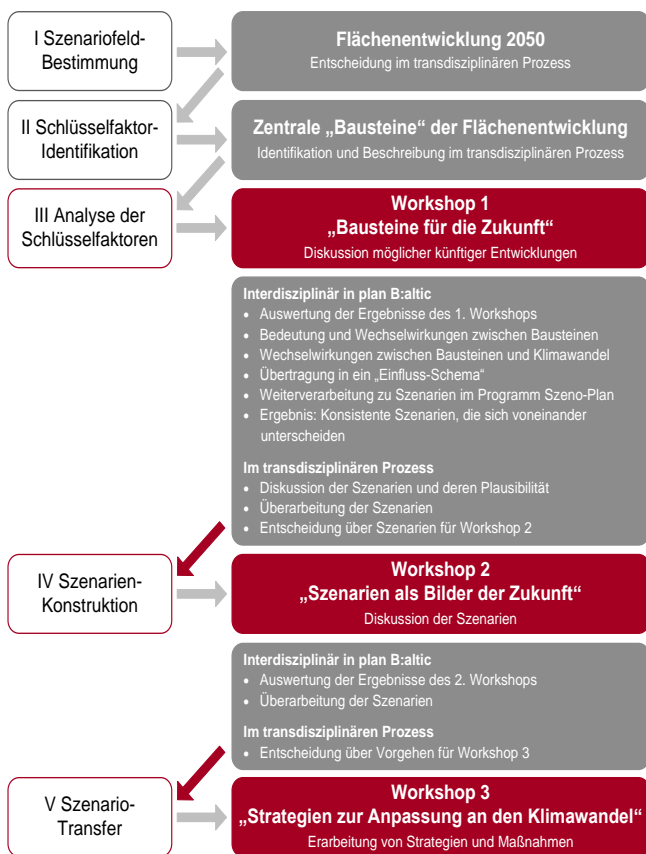 I Szenariofeld-
Bestimmung
Flächenentwicklung 2050
Entscheidung im transdisziplinären Prozess
II Schlüsselfaktor-
Identifikation
Zentrale „Bausteine“ der Flächenentwicklung
Identifikation und Beschreibung im transdisziplinären Prozess
III Analyse der
Schlüsselfaktoren
Workshop 1
„Bausteine für die Zukunft“
Diskussion möglicher künftiger Entwicklungen
Interdisziplinär in plan B:altic
• Auswertung der Ergebnisse des 1. Workshops
• Bedeutung und Wechselwirkungen zwischen Bausteinen
• Wechselwirkungen zwischen Bausteinen und Klimawandel
• Übertragung in ein „Einfluss-Schema“
• Weiterverarbeitung zu Szenarien im Programm Szeno-Plan
• Ergebnis: Konsistente Szenarien, die sich voneinander
unterscheiden
Im transdisziplinären Prozess
• Diskussion der Szenarien und deren Plausibilität
• Überarbeitung der Szenarien
• Entscheidung über Szenarien für Workshop 2
IV Szenarien-
Konstruktion
Workshop 2
„Szenarien als Bilder der Zukunft“
Diskussion der Szenarien
Interdisziplinär in plan B:altic
• Auswertung der Ergebnisse des 2. Workshops
• Überarbeitung der Szenarien
Im transdisziplinären Prozess
• Entscheidung über Vorgehen für Workshop 3
V Szenario-
Transfer
Workshop 3
„Strategien zur Anpassung an den Klimawandel“
Erarbeitung von Strategien und Maßnahmen